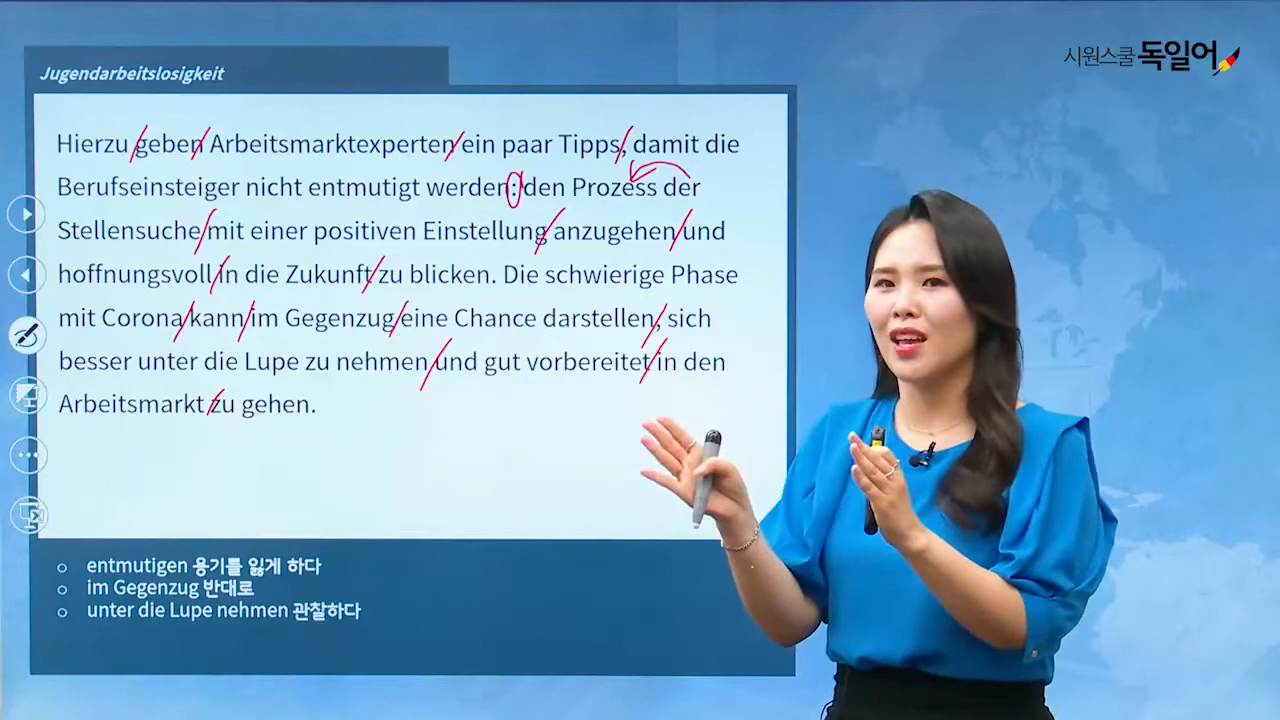 시원스쿨 독일어
Jugendarbeitslosigkeit
Hierzu geben Arbeitsmarktexperten ein paar Tipps, damit die
Berufseinsteiger nicht entmutigt werden: den Prozess der
Stellensuche mit einer positiven Einstellung anzugehen und
hoffnungsvoll in die Zukunft zu blicken. Die schwierige Phase
mit Corona kann im Gegenzug eine Chance darstellen, sich
besser unter die Lupe zu nehmen und gut vorbereitet in den
Arbeitsmarkt zu gehen.
entmutigen 용기를 잃게 하다
im Gegenzug 반대로
unter die Lupe nehmen 관찰하다